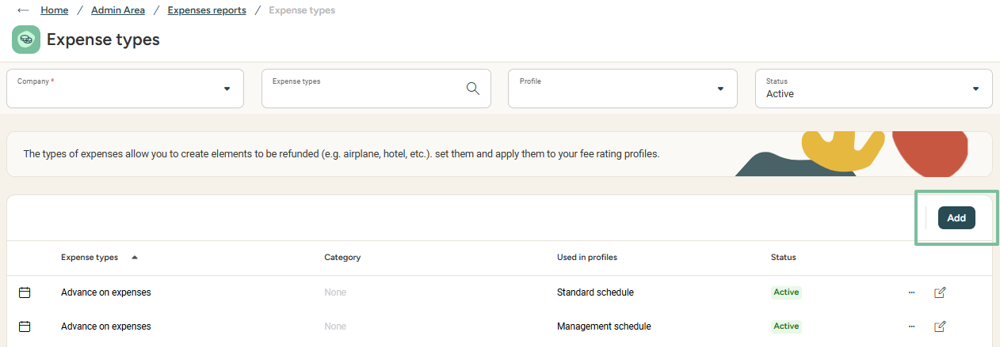 Home / Admin Area / Expenses reports / Expense types
Expense types
Company * Expense types Profile Status
Active
The types of expenses allow you to create elements to be refunded (e.g. airplane, hotel, etc.). set them and apply them to your fee rating profiles.
Add
Expense types Category Used in profiles Status
Advance on expenses None Standard schedule Active ...
Advance on expenses None Management schedule Active ...